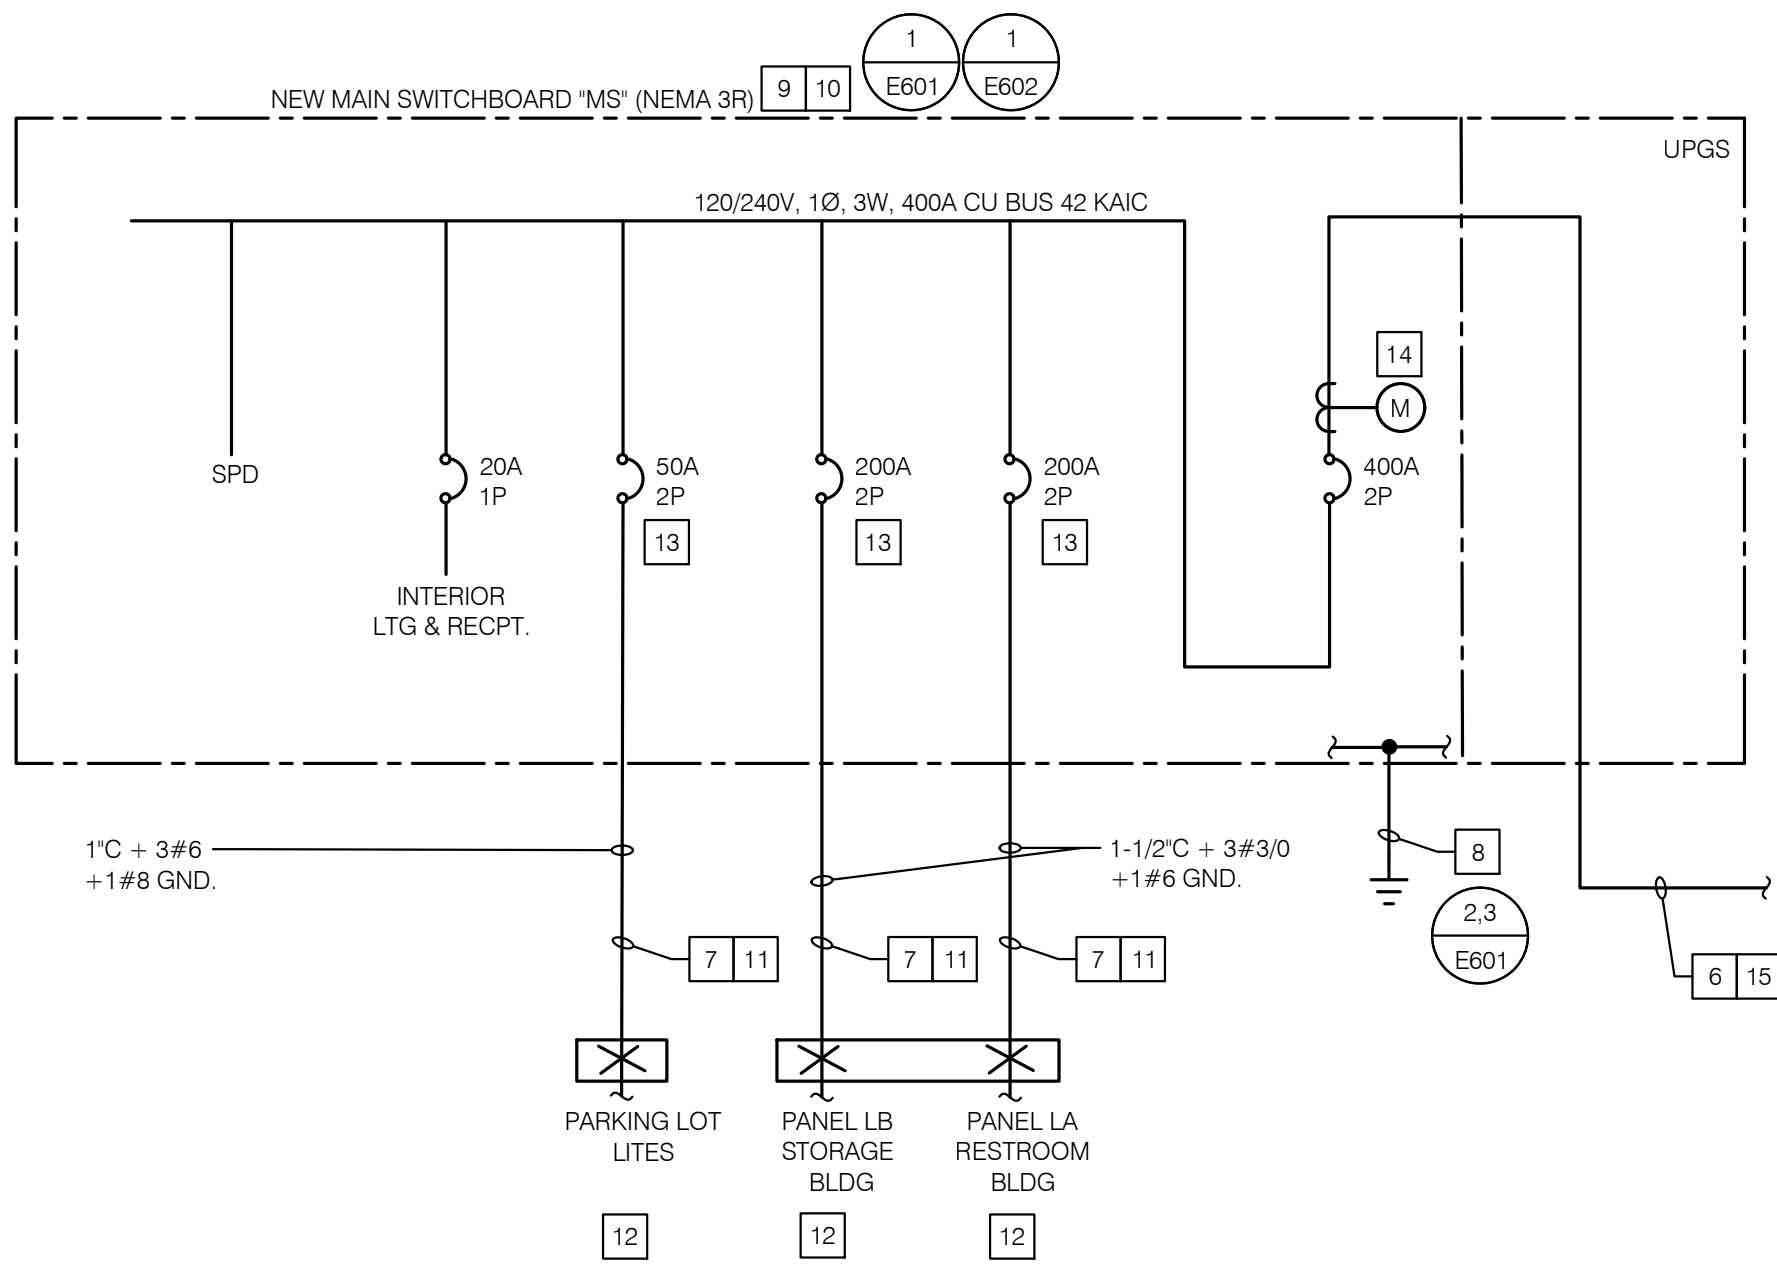 1
E601
1
E602
NEW MAIN SWITCHBOARD "MS" (NEMA 3R)
9 10
UPGS
120/240V, 1Ø, 3W, 400A CU BUS 42 KAIC
14
M
SPD
20A
1P
50A
2P
200A
2P
200A
2P
400A
2P
13
13
13
INTERIOR
LTG & RECPT.
1"C + 3#6
+1#8 GND.
1-1/2"C + 3#3/0
+1#6 GND.
8
2,3
E601
7 11
7 11
7 11
6 15
PARKING LOT
LITES
PANEL LB
STORAGE
BLDG
PANEL LA
RESTROOM
BLDG
12
12
12